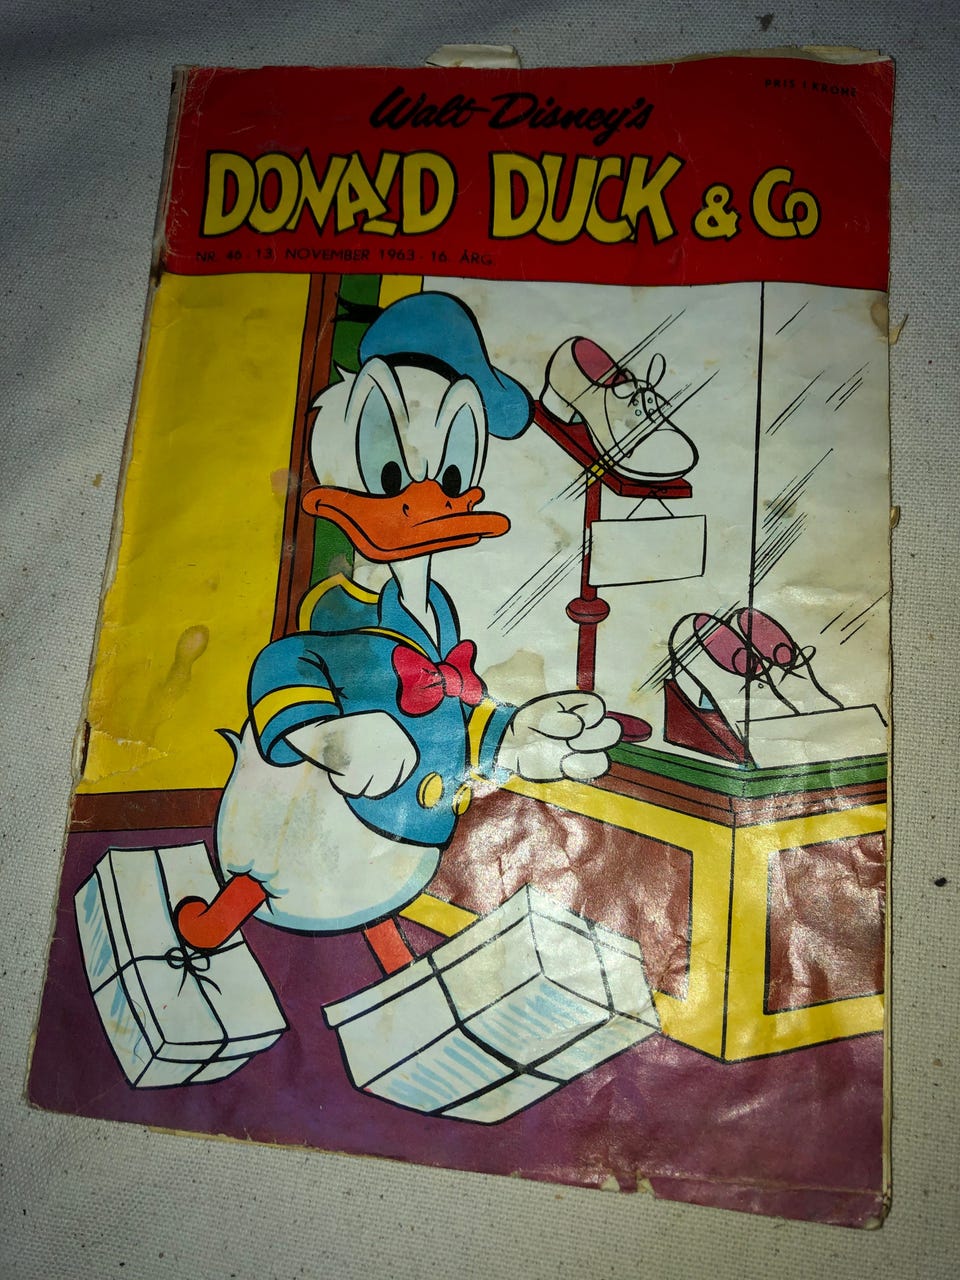 PRIS 1 KRONE
Walt Disney's
DONALD DUCK & Co
NR. 46 - 13. NOVEMBER 1963 - 16. ÅRG.